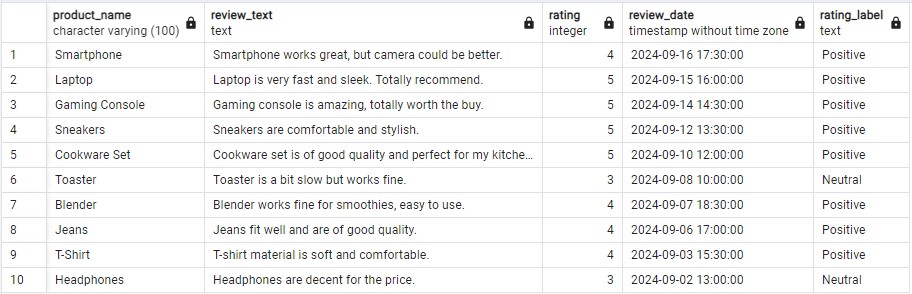 product_name review_text rating review_date rating_label
character varying (100) text integer timestamp without time zone text
1 Smartphone Smartphone works great, but camera could be better. 4 2024-09-16 17:30:00 Positive
2 Laptop Laptop is very fast and sleek. Totally recommend. 5 2024-09-15 16:00:00 Positive
3 Gaming Console Gaming console is amazing, totally worth the buy. 5 2024-09-14 14:30:00 Positive
4 Sneakers Sneakers are comfortable and stylish. 5 2024-09-12 13:30:00 Positive
5 Cookware Set Cookware set is of good quality and perfect for my kitche... 5 2024-09-10 12:00:00 Positive
6 Toaster Toaster is a bit slow but works fine. 3 2024-09-08 10:00:00 Neutral
7 Blender Blender works fine for smoothies, easy to use. 4 2024-09-07 18:30:00 Positive
8 Jeans Jeans fit well and are of good quality. 4 2024-09-06 17:00:00 Positive
9 T-Shirt T-shirt material is soft and comfortable. 4 2024-09-03 15:30:00 Positive
10 Headphones Headphones are decent for the price. 3 2024-09-02 13:00:00 Neutral